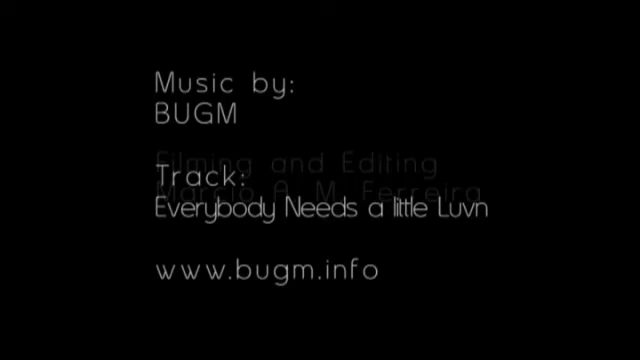 Music by:
BUGM
Filming and Editing
Track:
Marcio A. M. Ferreira
Everybody Needs a little Luvn
www.bugm.info